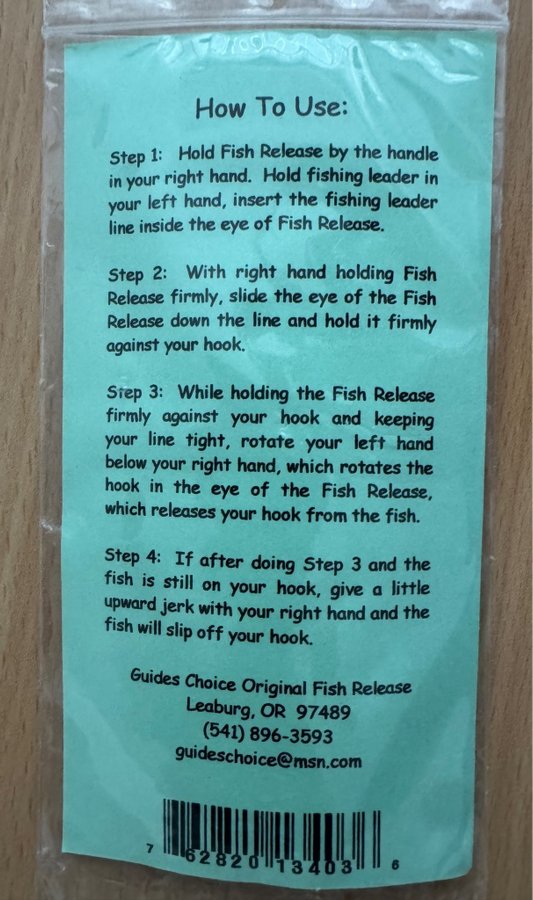 How To Use:
Step 1: Hold Fish Release by the handle
in your right hand. Hold fishing leader in
your left hand, insert the fishing leader
line inside the eye of Fish Release.
Step 2: With right hand holding Fish
Release firmly, slide the eye of the Fish
Release down the line and hold it firmly
against your hook.
Step 3: While holding the Fish Release
firmly against your hook and keeping
your line tight, rotate your left hand
below your right hand, which rotates the
hook in the eye of the Fish Release,
which releases your hook from the fish.
Step 4: If after doing Step 3 and the
fish is still on your hook, give a little
upward jerk with your right hand and the
fish will slip off your hook.
Guides Choice Original Fish Release
Leaburg, OR 97489
(541) 896-3593
guideschoice@msn.com
7 62820 13403 6